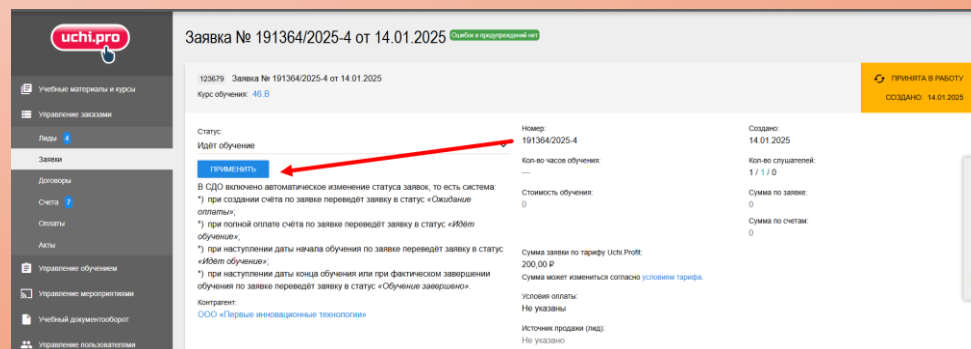 uchi.pro
Заявка № 191364/2025-4 от 14.01.2025 Ошибок и предупреждений нет
123679 Заявка № 191364/2025-4 от 14.01.2025
Курс обучения: 46.В
ПРИНЯТА В РАБОТУ
СОЗДАНО: 14.01.2025
Учебные материалы и курсы
Управление заказами
Лиды 4
Заявки
Договоры
Счета 7
Оплаты
Акты
Управление обучением
Управление мероприятиями
Учебный документооборот
Управление пользователями
Статус:
Идёт обучение
ПРИМЕНИТЬ
В СДО включено автоматическое изменение статуса заявок, то есть система:
*) при создании счёта по заявке переведёт заявку в статус «Ожидание
оплаты»;
*) при полной оплате счёта по заявке переведёт заявку в статус «Идёт
обучение»;
*) при наступлении даты начала обучения по заявке переведёт заявку в статус
«Идёт обучение»;
*) при наступлении даты конца обучения или при фактическом завершении
обучения по заявке переведёт заявку в статус «Обучение завершено».
Контрагент:
ООО «Первые инновационные технологии»
Номер:
191364/2025-4
Кол-во часов обучения:
—
Стоимость обучения:
0
Создано:
14.01.2025
Кол-во слушателей:
1 / 1 / 0
Сумма по заявке:
0
Сумма по счетам:
0
Сумма заявки по тарифу Uchi.Profit:
200,00 ₽
Сумма может измениться согласно условиям тарифа.
Условия оплаты:
Не указаны
Источник продажи (лид):
Не указано